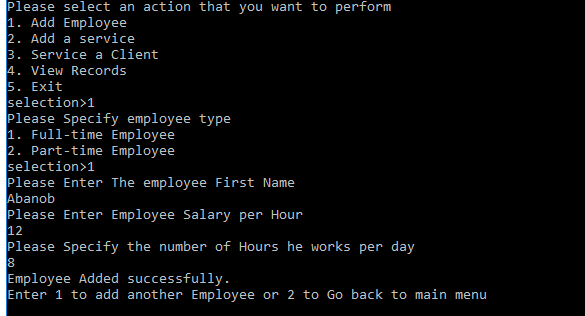 Please select an action that you want to perform
1. Add Employee
2. Add a service
3. Service a Client
4. View Records
5. Exit
selection>1
Please Specify employee type
1. Full-time Employee
2. Part-time Employee
selection>1
Please Enter The employee First Name
Abanob
Please Enter Employee Salary per Hour
12
Please Specify the number of Hours he works per day
8
Employee Added successfully.
Enter 1 to add another Employee or 2 to Go back to main menu